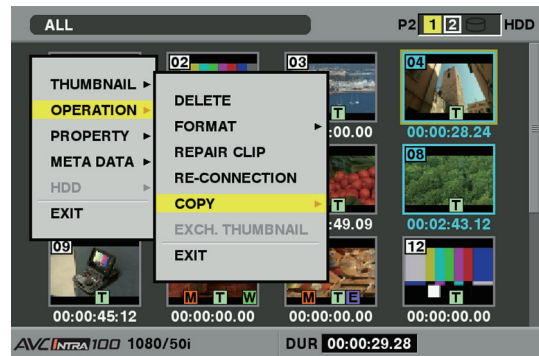 ALL
P2 1 2 HDD
02
03
04
THUMBNAIL
OPERATION
PROPERTY
META DATA
HDD
EXIT
DELETE
FORMAT
REPAIR CLIP
RE-CONNECTION
COPY
EXCH. THUMBNAIL
EXIT
T
:00.00
T
00:00:28.24
08
T
:49.09
T
00:02:43.12
09
T
00:00:45:12
M T W
00:00:00.00
M T E
00:00:00.00
12
T
00:00:00.00
AVC INTRA 100 1080/50i
DUR 00:00:29.28